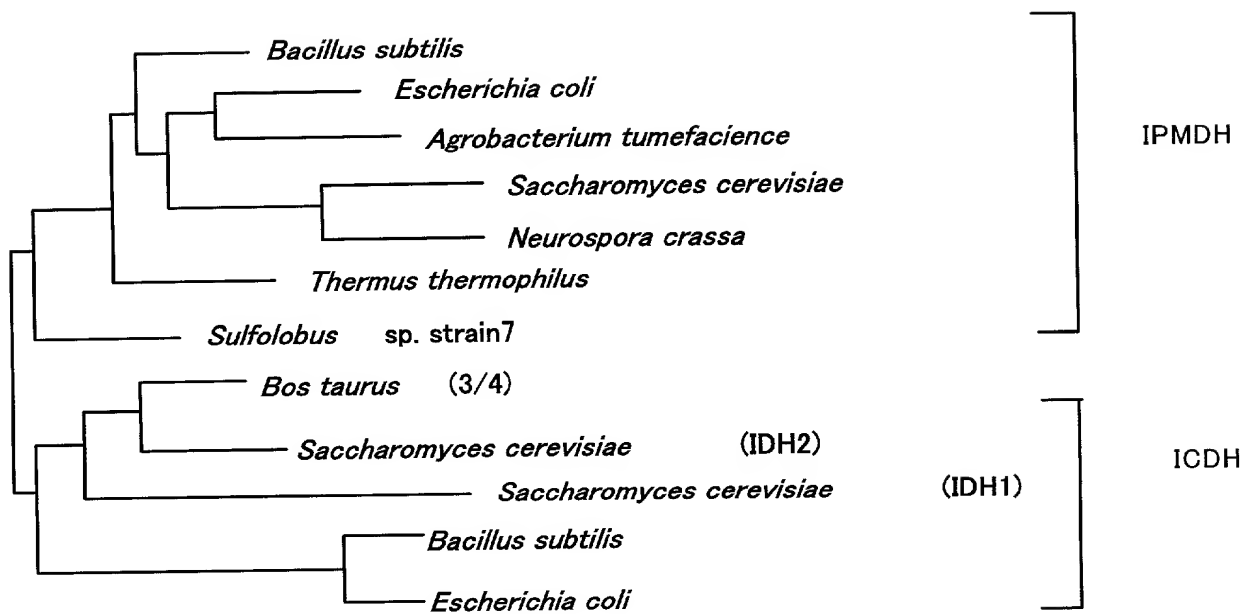 Bacillus subtilis
Escherichia coli
Agrobacterium tumefacience
IPMDH
Saccharomyces cerevisiae
Neurospora crassa
Thermus thermophilus
Sulfolobus sp. strain7
Bos taurus (3/4)
Saccharomyces cerevisiae (IDH2)
ICDH
Saccharomyces cerevisiae (IDH1)
Bacillus subtilis
Escherichia coli